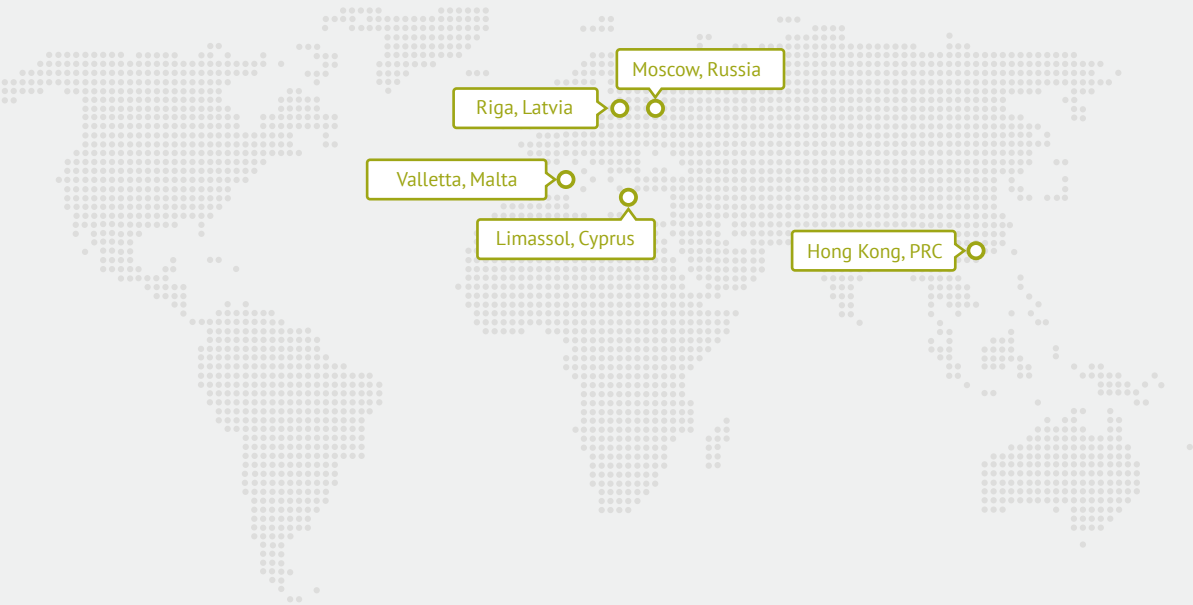 Moscow, Russia
Riga, Latvia
Valletta, Malta
Limassol, Cyprus
Hong Kong, PRC